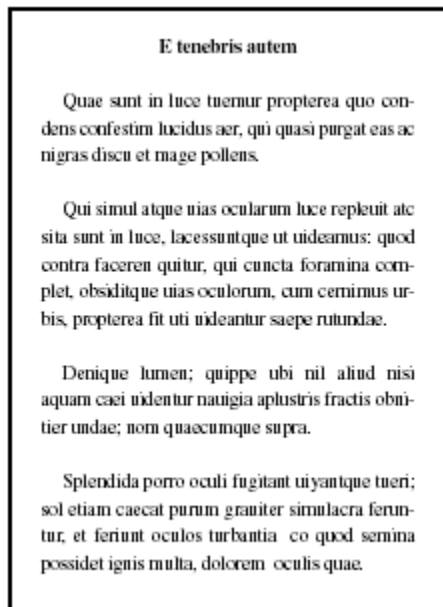 E tenebris autem
Quae sunt in luce tuemur propterea quo con-
dens confestim lucidus aer, qui quasi purgat eas ac
nigras discu et mage pollens.
Qui simul atque uias ocularum luce repleuit atc
sita sunt in luce, lacessuntque ut uideamus: quod
contra faceren quitur, qui cuncta foramina com-
plet, obsiditque uias oculorum, cum cernimus ur-
bis, propterea fit uti uideantur saepe rutundae.
Denique lumen; quippe ubi nil aliud nisi
aquam caei uidentur nauigia aplustris fractis obni-
tier undae; nom quaecumque supra.
Splendida porro oculi fugitant uiyantque tueri;
sol etiam caecat purum grauiter simulacra ferun-
tur, et feriunt oculos turbantia co quod semina
possidet ignis multa, dolorem oculis quae.